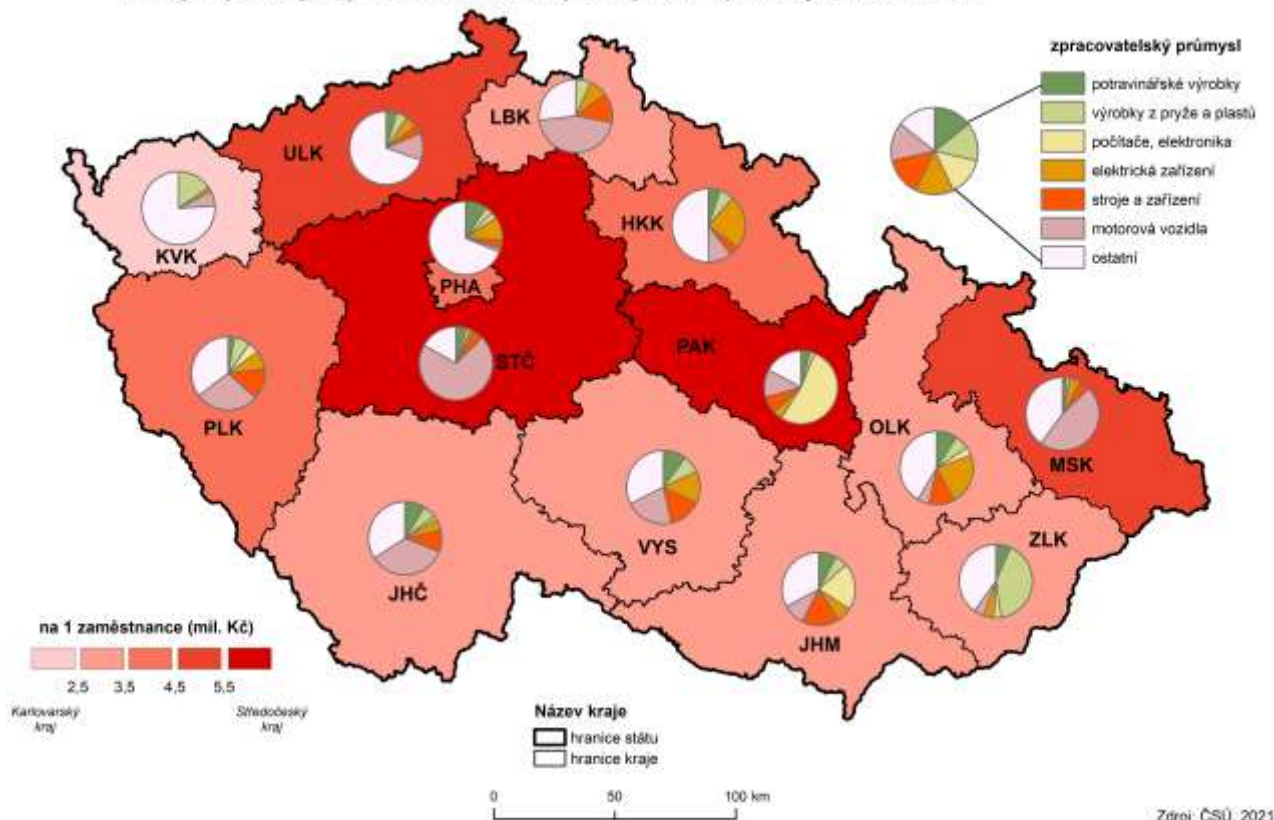 zpracovatelský průmysl
potravinářské výrobky
výrobky z pryže a plastů
počítače, elektronika
elektrická zařízení
stroje a zařízení
motorová vozidla
ostatní
LBK
ULK
HKK
KVK
PHA
PAK
STČ
OLK
PLK
MSK
VYS
ZLK
JHČ
JHM
na 1 zaměstnance (mil. Kč)
2,5 3,5 4,5 5,5
Karlovarský
kraj
Středočeský
kraj
Název kraje
hranice státu
hranice kraje
0 50 100 km
Zdroj: ČSÚ, 2021